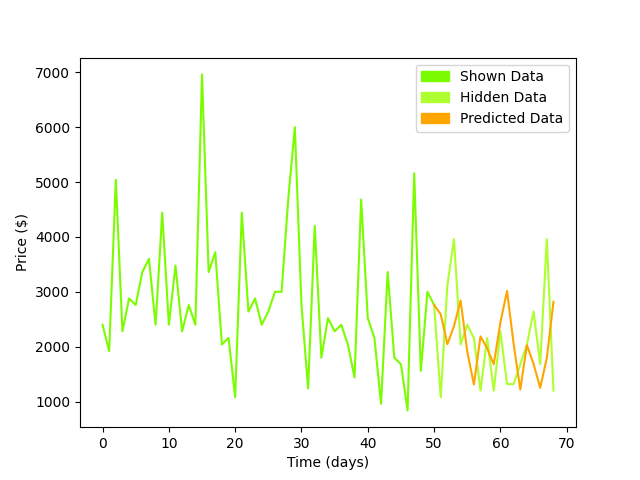 7000
6000
5000
4000
3000
2000
1000
Price ($)
0 10 20 30 40 50 60 70
Time (days)
Shown Data
Hidden Data
Predicted Data